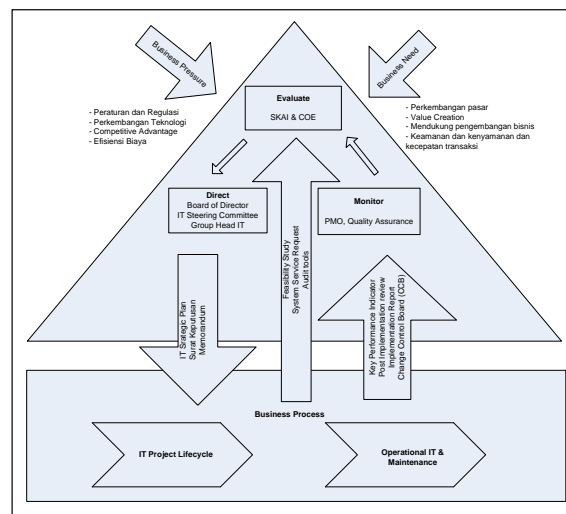 Business Pressure
Business Need
- Peraturan dan Regulasi
- Perkembangan Teknologi
- Competitive Advantage
- Efisiensi Biaya
- Perkembangan pasar
- Value Creation
- Mendukung pengembangan bisnis
- Keamanan dan kenyamanan dan
kecepatan transaksi
Evaluate
SKAI & COE
Direct
Board of Director
IT Steering Committee
Group Head IT
Monitor
PMO, Quality Assurance
IT Srategic Plan
Surat Keputusan
Memorandum
Feasibility Study
System Service Request
Audit tools
Key Performance Indicator
Post Implementation review
Implementation Report
Change Control Board (CCB)
Business Process
IT Project Lifecycle
Operational IT &
Maintenance